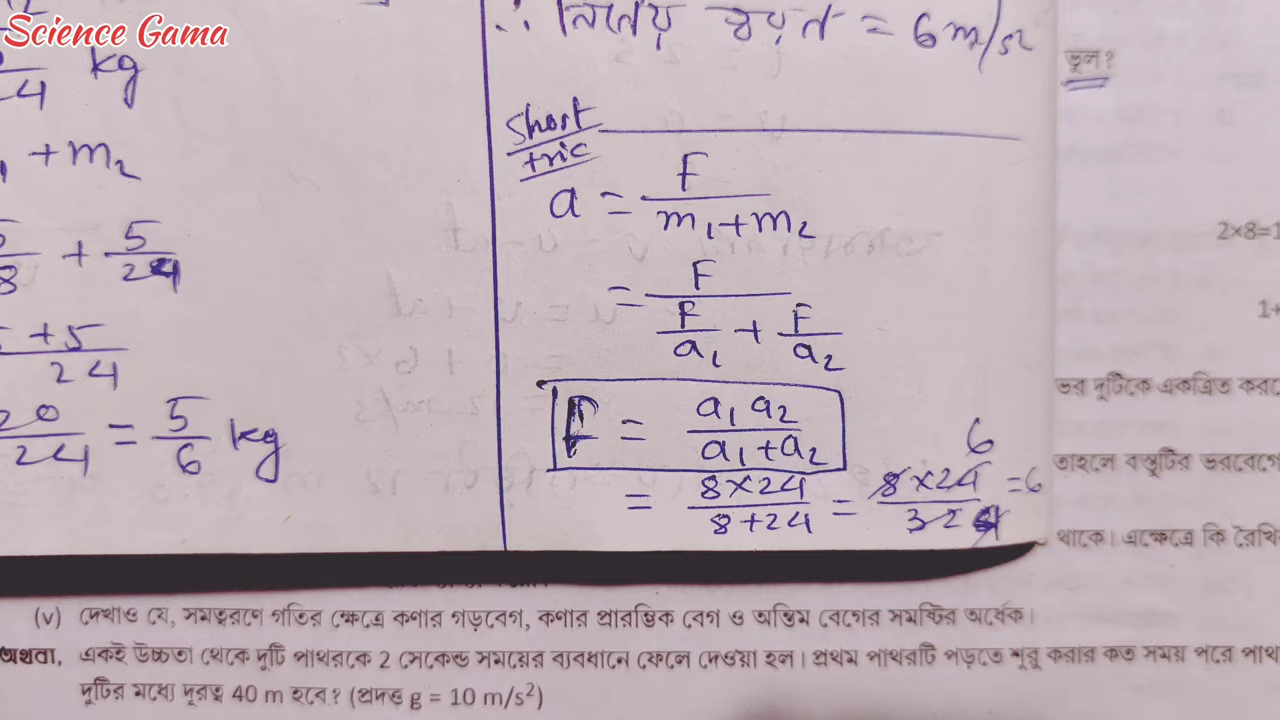 Science Gama
kg
24
+ m₂
8 + 5/24
+5
24
20/24 = 5/6 kg
∴ নির্ণেয় ত্বরণ = 6 m/s²
Short
tric
a = F/(m₁+m₂)
= F/(F/a₁ + F/a₂)
F = a₁a₂/(a₁+a₂)
= (8×24)/(8+24) = (8×24)/32 = 6
6
4
ভুল?
2×8=1
1+
ভর দুটিকে একত্রিত
তাহলে বস্তুটির ভরবেগে
থাকে। এক্ষেত্রে কি
(v) দেখাও যে, সমত্বরণে গতির ক্ষেত্রে কণার গড়বেগ, কণার প্রারম্ভিক বেগ ও অন্তিম বেগের সমষ্টির অর্ধেক।
অথবা, একই উচ্চতা থেকে দুটি পাথরকে 2 সেকেন্ড সময়ের ব্যবধানে ফেলে দেওয়া হল। প্রথম পাথরটি পড়তে শুরু করার কত সময় পরে পাথ
দুটির মধ্যে দূরত্ব 40 m হবে? (প্রদত্ত g = 10 m/s²)